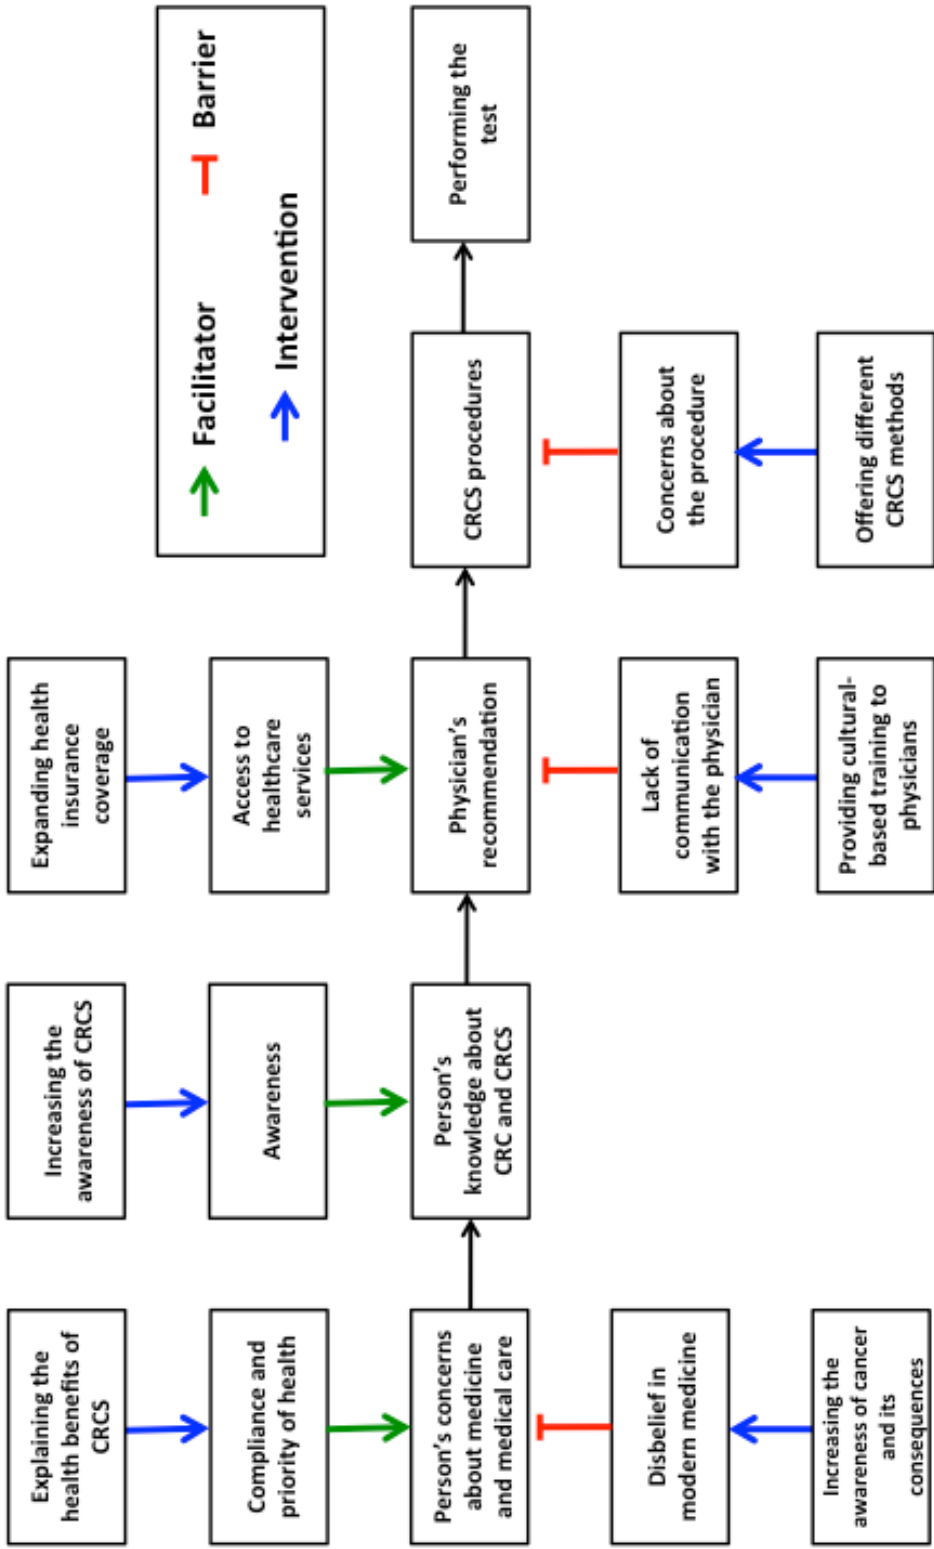 Explaining the
health benefits of
CRCS
Increasing the
awareness of CRCS
Expanding health
insurance
coverage
Facilitator
Barrier
Intervention
Compliance and
priority of health
Awareness
Access to
healthcare
services
Person's concerns
about medicine
and medical care
Person's
knowledge about
CRC and CRCS
Physician's
recommendation
CRCS procedures
Performing the
test
Disbelief in
modern medicine
Lack of
communication
with the physician
Concerns about
the procedure
Increasing the
awareness of cancer
and its
consequences
Providing cultural-
based training to
physicians
Offering different
CRCS methods